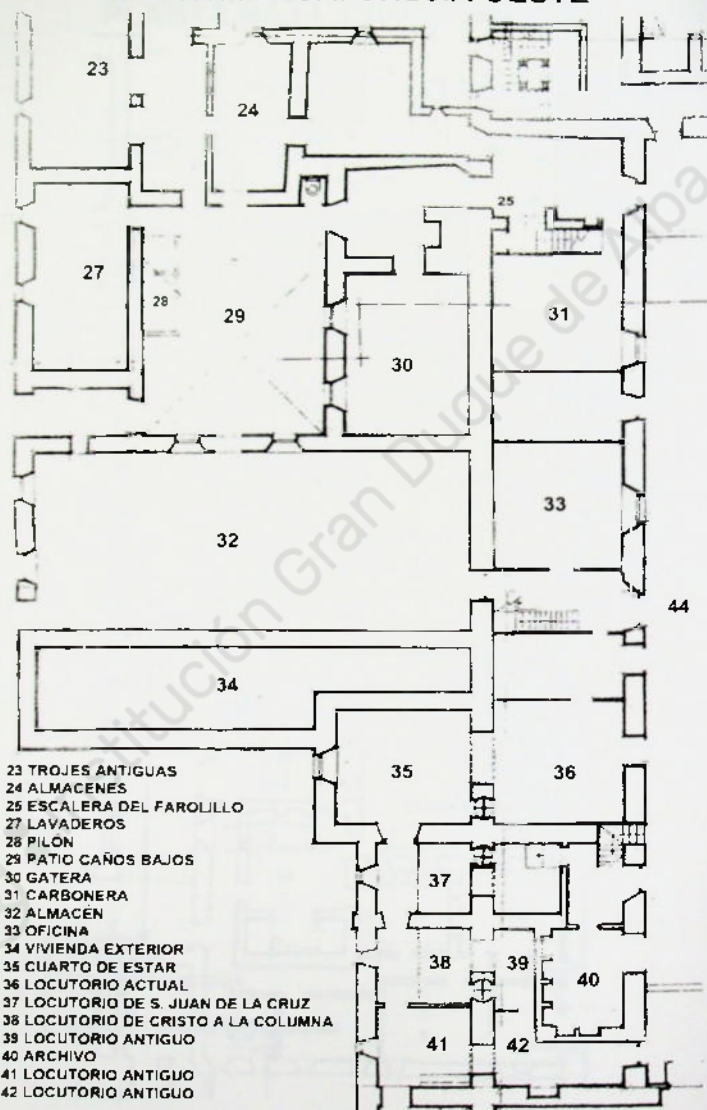 23
24
25
27
28
29
31
30
33
32
44
34
35
36
37
38
39
40
41
42
23 TROJES ANTIGUAS
24 ALMACENES
25 ESCALERA DEL FAROLILLO
27 LAVADEROS
28 PILÓN
29 PATIO CAÑOS BAJOS
30 GATERA
31 CARBONERA
32 ALMACÉN
33 OFICINA
34 VIVIENDA EXTERIOR
35 CUARTO DE ESTAR
36 LOCUTORIO ACTUAL
37 LOCUTORIO DE S. JUAN DE LA CRUZ
38 LOCUTORIO DE CRISTO A LA COLUMNA
39 LOCUTORIO ANTIGUO
40 ARCHIVO
41 LOCUTORIO ANTIGUO
42 LOCUTORIO ANTIGUO
Institución Gran Duque de Alba